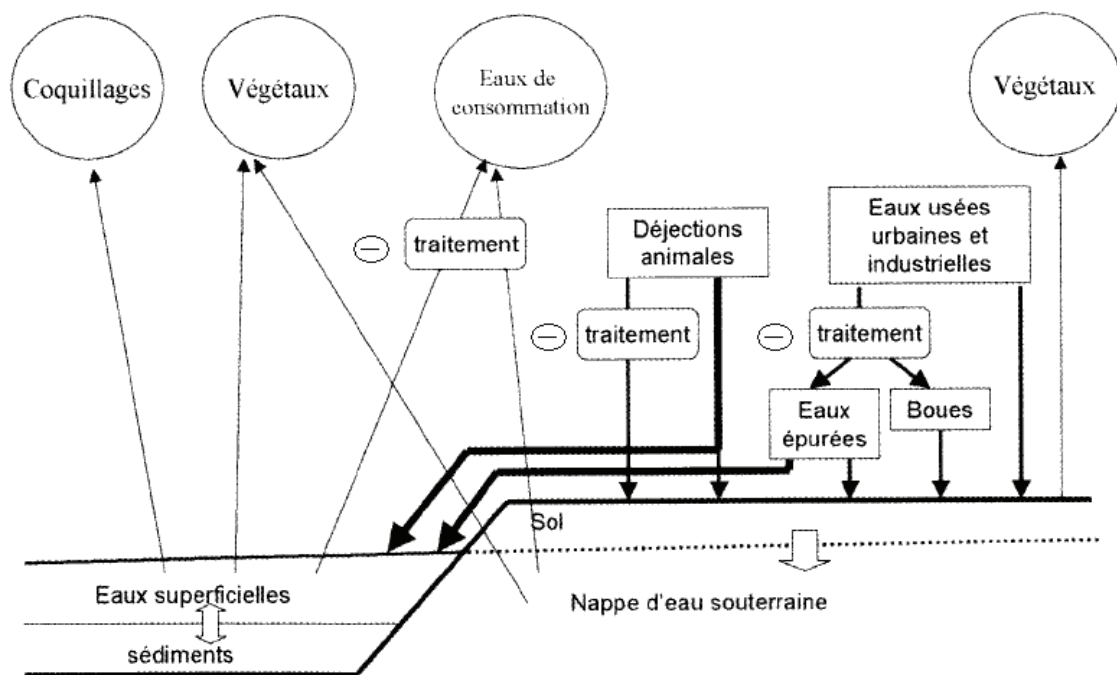 Coquillages
Végétaux
Eaux de
consommation
Végétaux
traitement
Déjections
animales
Eaux usées
urbaines et
industrielles
traitement
traitement
Eaux
épurées
Boues
Sol
Eaux superficielles
Nappe d'eau souterraine
sédiments